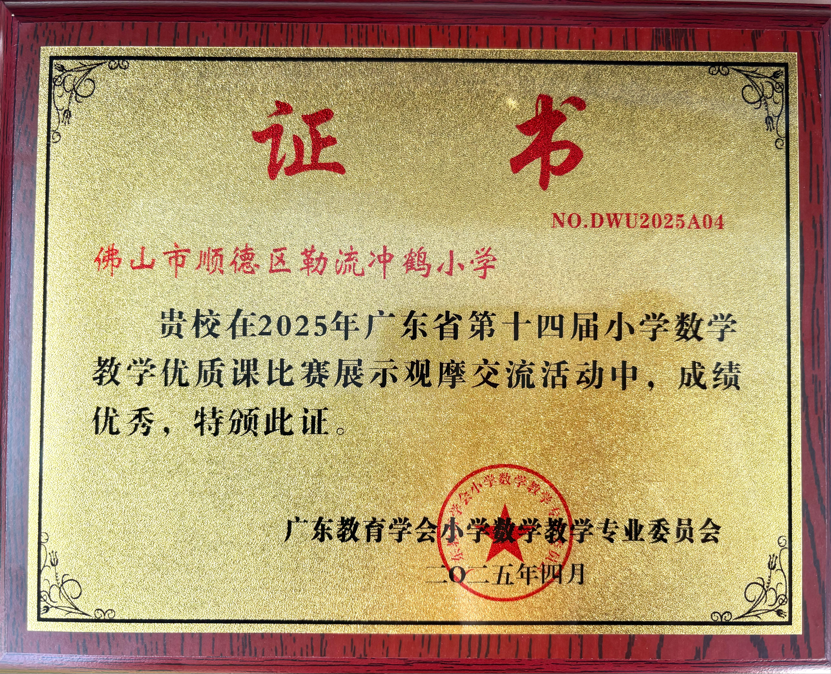 证书
NO.DWU2025A04
佛山市顺德区勒流冲鹤小学
贵校在2025年广东省第十四届小学数学
教学优质课比赛展示观摩交流活动中，成绩
优秀，特颁此证。
广东教育学会小学数学教学专业委员会
二〇二五年四月